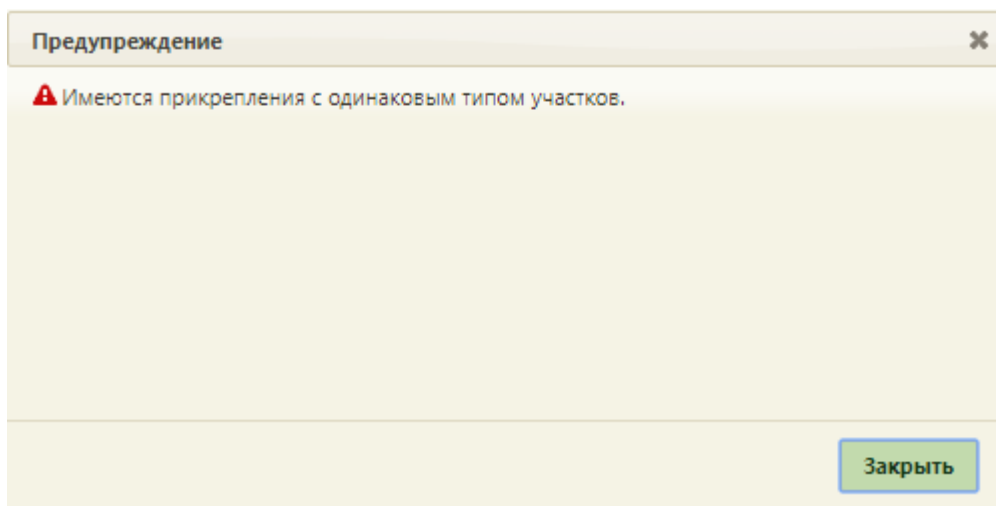 Предупреждение
Имеются прикрепления с одинаковым типом участков.
Закрыть